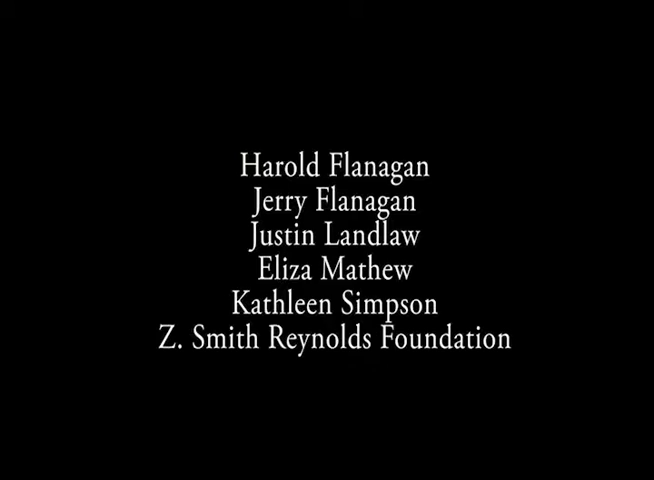 Harold Flanagan
Jerry Flanagan
Justin Landlaw
Eliza Mathew
Kathleen Simpson
Z. Smith Reynolds Foundation